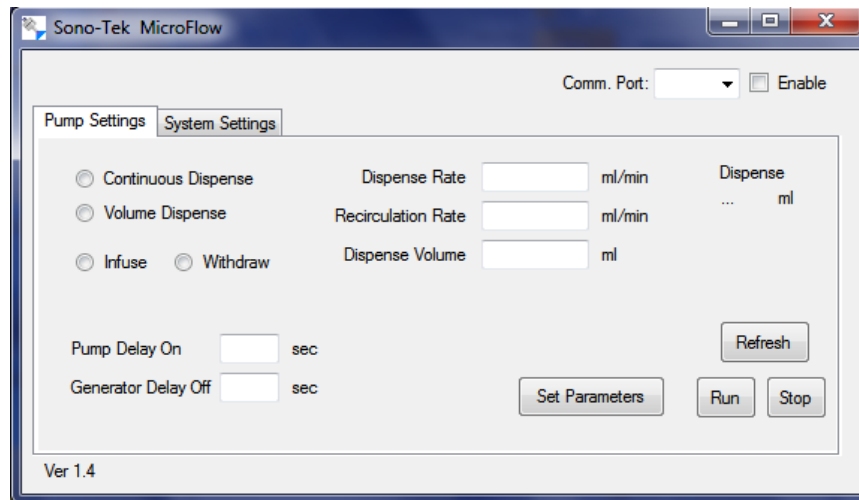 Sono-Tek MicroFlow
Comm. Port: Enable
Pump Settings System Settings
Continuous Dispense Dispense Rate ml/min Dispense
... ml
Volume Dispense Recirculation Rate ml/min
Infuse Withdraw Dispense Volume ml
Pump Delay On sec Refresh
Generator Delay Off sec Set Parameters Run Stop
Ver 1.4